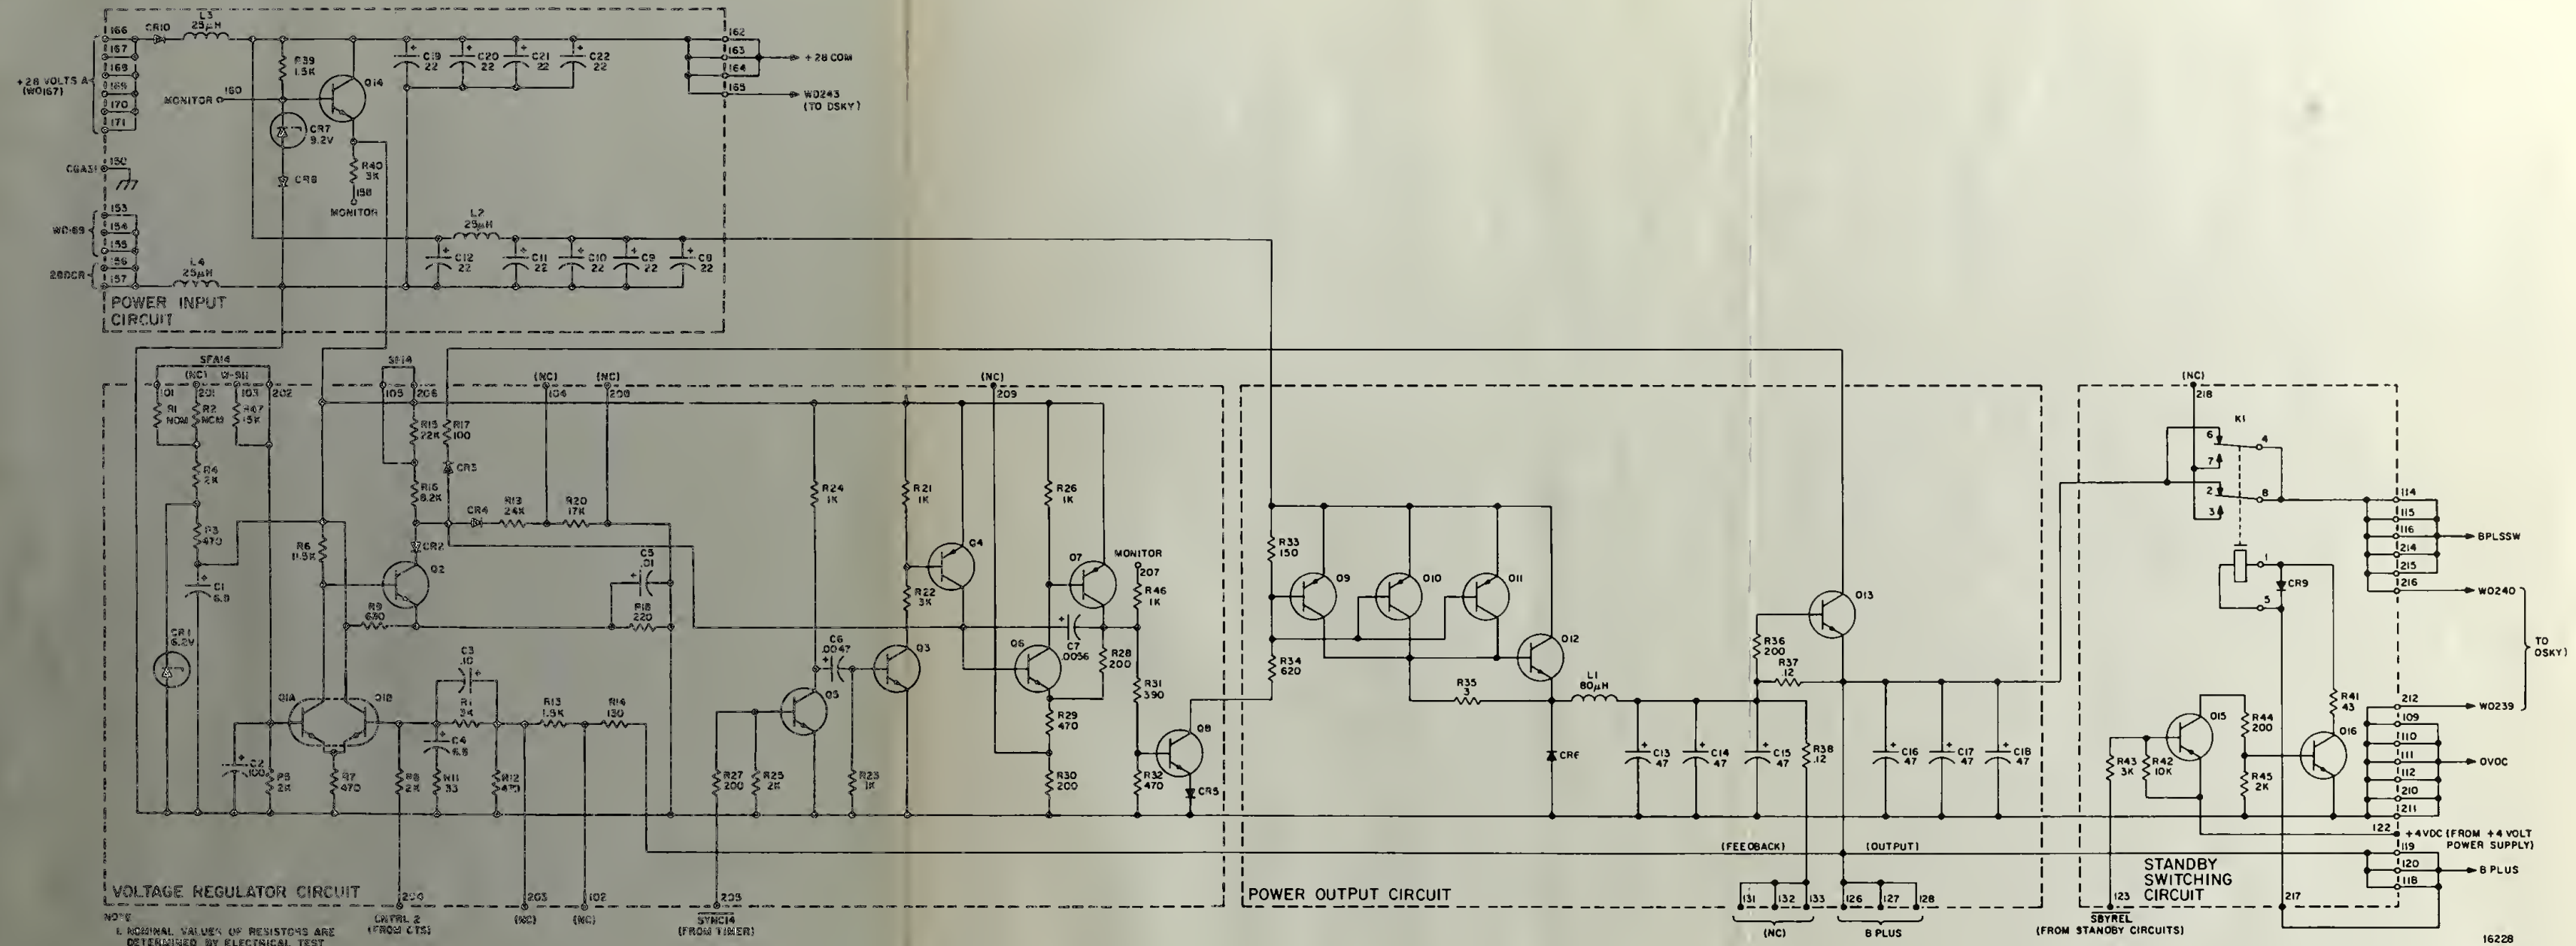 L3
25µH
CR10
166
167
168
169
170
171
+28 VOLTS A
(WO167)
R39
1.5K
Q14
MONITOR
160
CR7
9.2V
CR8
R40
3K
158
MONITOR
C19
22
C20
22
C21
22
C22
22
162
163
164
165
+28 COM
WD243
(TO DSKY)
150
153
154
155
156
157
28DCR
L4
25µH
L2
25µH
C12
22
C11
22
C10
22
C9
22
C8
22
POWER INPUT
CIRCUIT
SFA14
(NC)
101
201
103
202
R1
NOM
R2
NOM
R47
15K
R4
2K
470
C1
6.8
CR1
6.2V
SF14
105
206
R15
22K
R17
100
CR3
R16
8.2K
CR4
R13
24K
R20
17K
(NC)
104
(NC)
CR2
Q2
R6
11.5K
R9
680
C5
.01
R18
220
C3
.10
Q1A
Q1B
3K
C4
6.8
R13
1.5K
R14
130
C2
100
2K
R7
470
R8
2K
R11
33
R12
R24
1K
R21
1K
Q4
R22
3K
C6
.0047
Q3
Q5
R27
200
R25
2K
R23
1K
(NC)
209
R26
1K
Q7
MONITOR
207
R46
1K
C7
.0056
Q6
R28
200
R31
390
R29
470
R30
200
R32
470
Q8
CR5
VOLTAGE REGULATOR CIRCUIT
CNTRL 2
(FROM CTS)
203
(NC)
102
(NC)
205
SYNC14
(FROM TIMER)
NOTE
1. NOMINAL VALUES OF RESISTORS ARE
DETERMINED BY ELECTRICAL TEST
R33
150
Q9
Q10
Q11
Q12
R34
620
R35
3
L1
80µH
CR6
C13
47
C14
47
C15
47
R36
200
R37
.12
R38
.12
Q13
C16
47
C17
47
C18
47
(FEEDBACK)
(OUTPUT)
POWER OUTPUT CIRCUIT
131
132
133
126
127
128
(NC)
B PLUS
(NC)
218
K1
6
4
7
2
8
3
1
5
CR9
R41
43
Q15
R44
200
Q16
R43
3K
R42
10K
R45
2K
114
115
116
214
215
216
BPLSSW
WO240
TO
DSKY)
212
109
110
111
112
210
211
WO239
OVDC
122
+4VDC (FROM +4 VOLT
POWER SUPPLY)
119
120
118
B PLUS
STANDBY
SWITCHING
CIRCUIT
123
217
SBYREL
(FROM STANDBY CIRCUITS)
16228